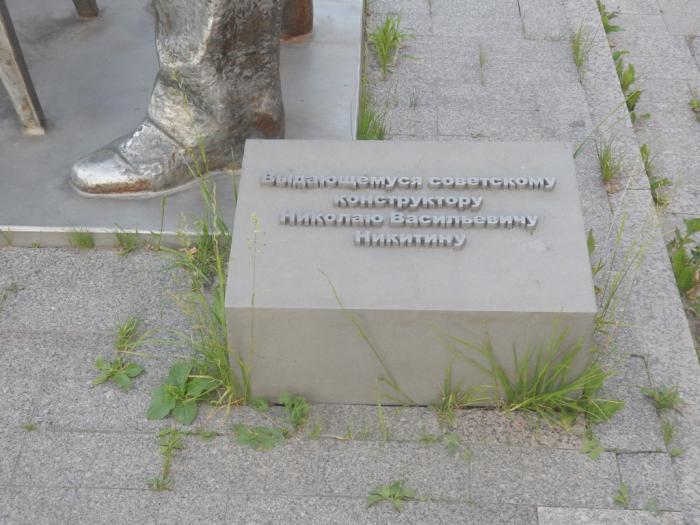 Выдающемуся советскому
конструктору
Николаю Васильевичу
Никитину